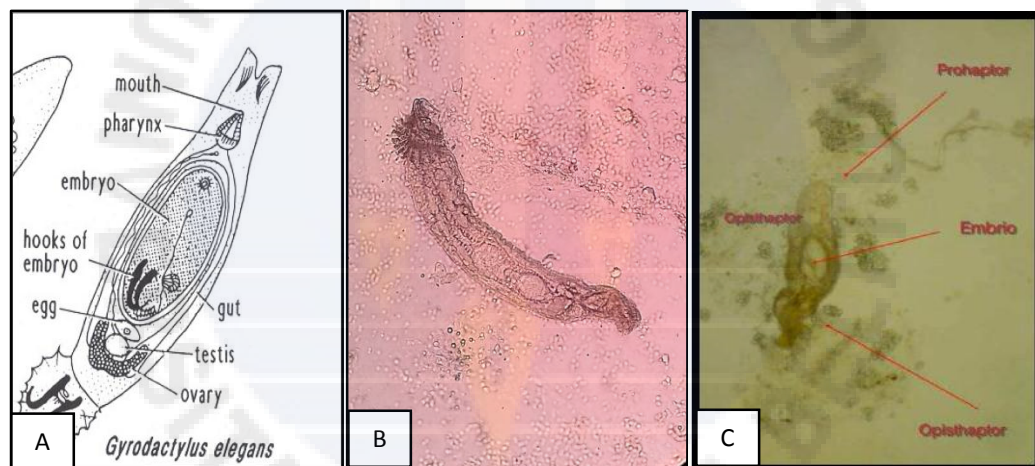 mouth
pharynx
embryo
hooks of
embryo
egg
gut
testis
ovary
A
Gyrodactylus elegans
B
Prohaptor
Opisthaptor
Embrio
Opisthaptor
C